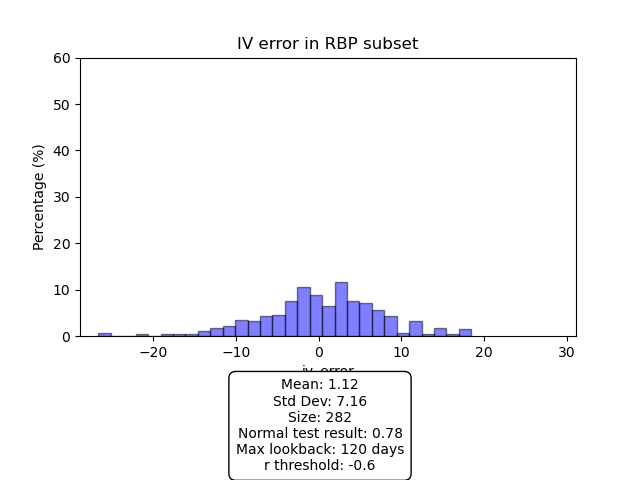 IV error in RBP subset
60
50
40
30
20
10
0
Percentage (%)
−20 −10 0 10 20 30
iv_error
Mean: 1.12
Std Dev: 7.16
Size: 282
Normal test result: 0.78
Max lookback: 120 days
r threshold: -0.6